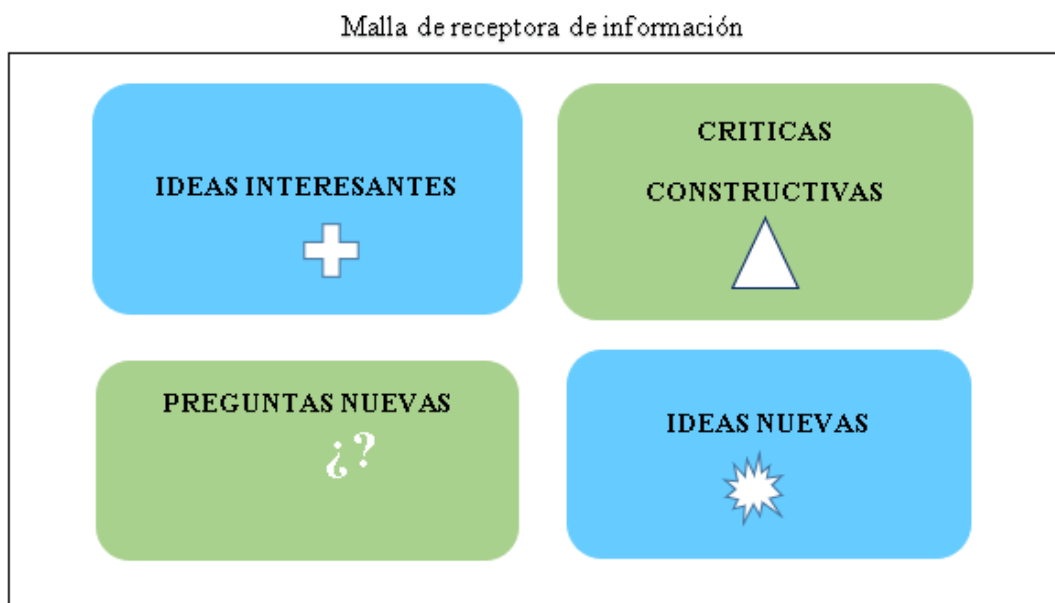 Malla de receptora de información
IDEAS INTERESANTES
CRITICAS
CONSTRUCTIVAS
PREGUNTAS NUEVAS
¿?
IDEAS NUEVAS